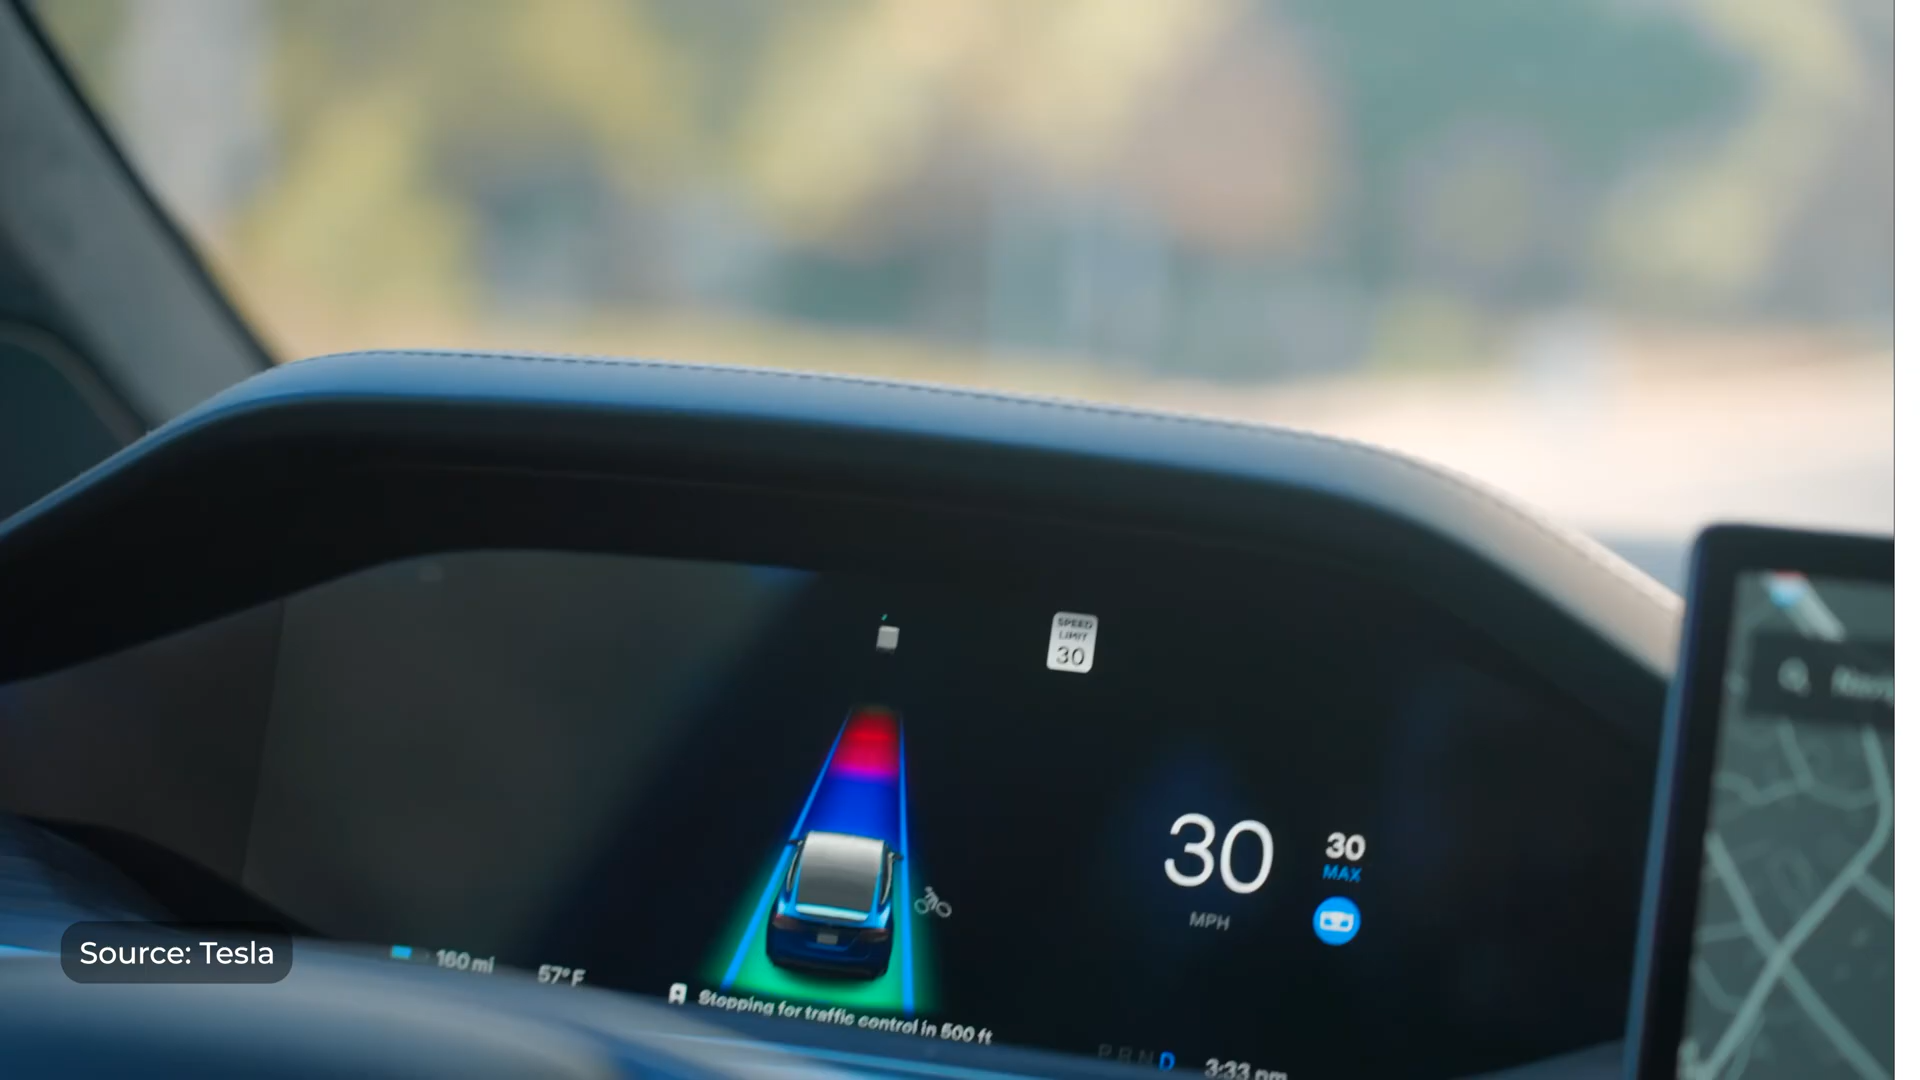 SPEED
LIMIT
30
30
MPH
30
MAX
160 mi
57° F
Stopping for traffic control in 500 ft
P R N D
3:33 pm
Source: Tesla